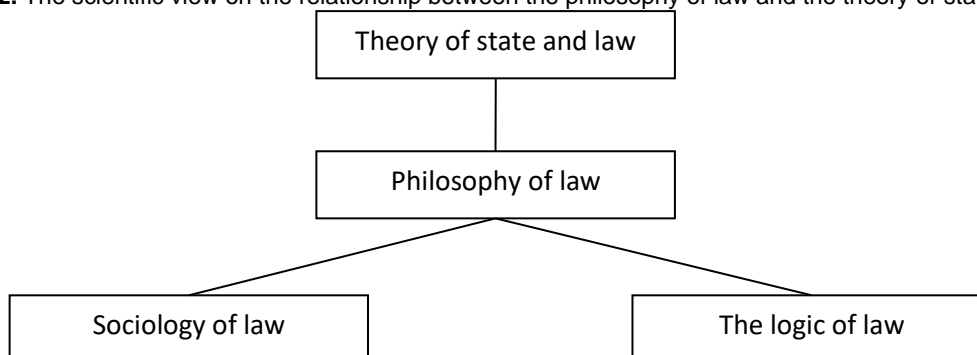 2. The scientific view on the relationship between the philosophy of law and the theory of
Theory of state and law
Philosophy of law
Sociology of law
The logic of law